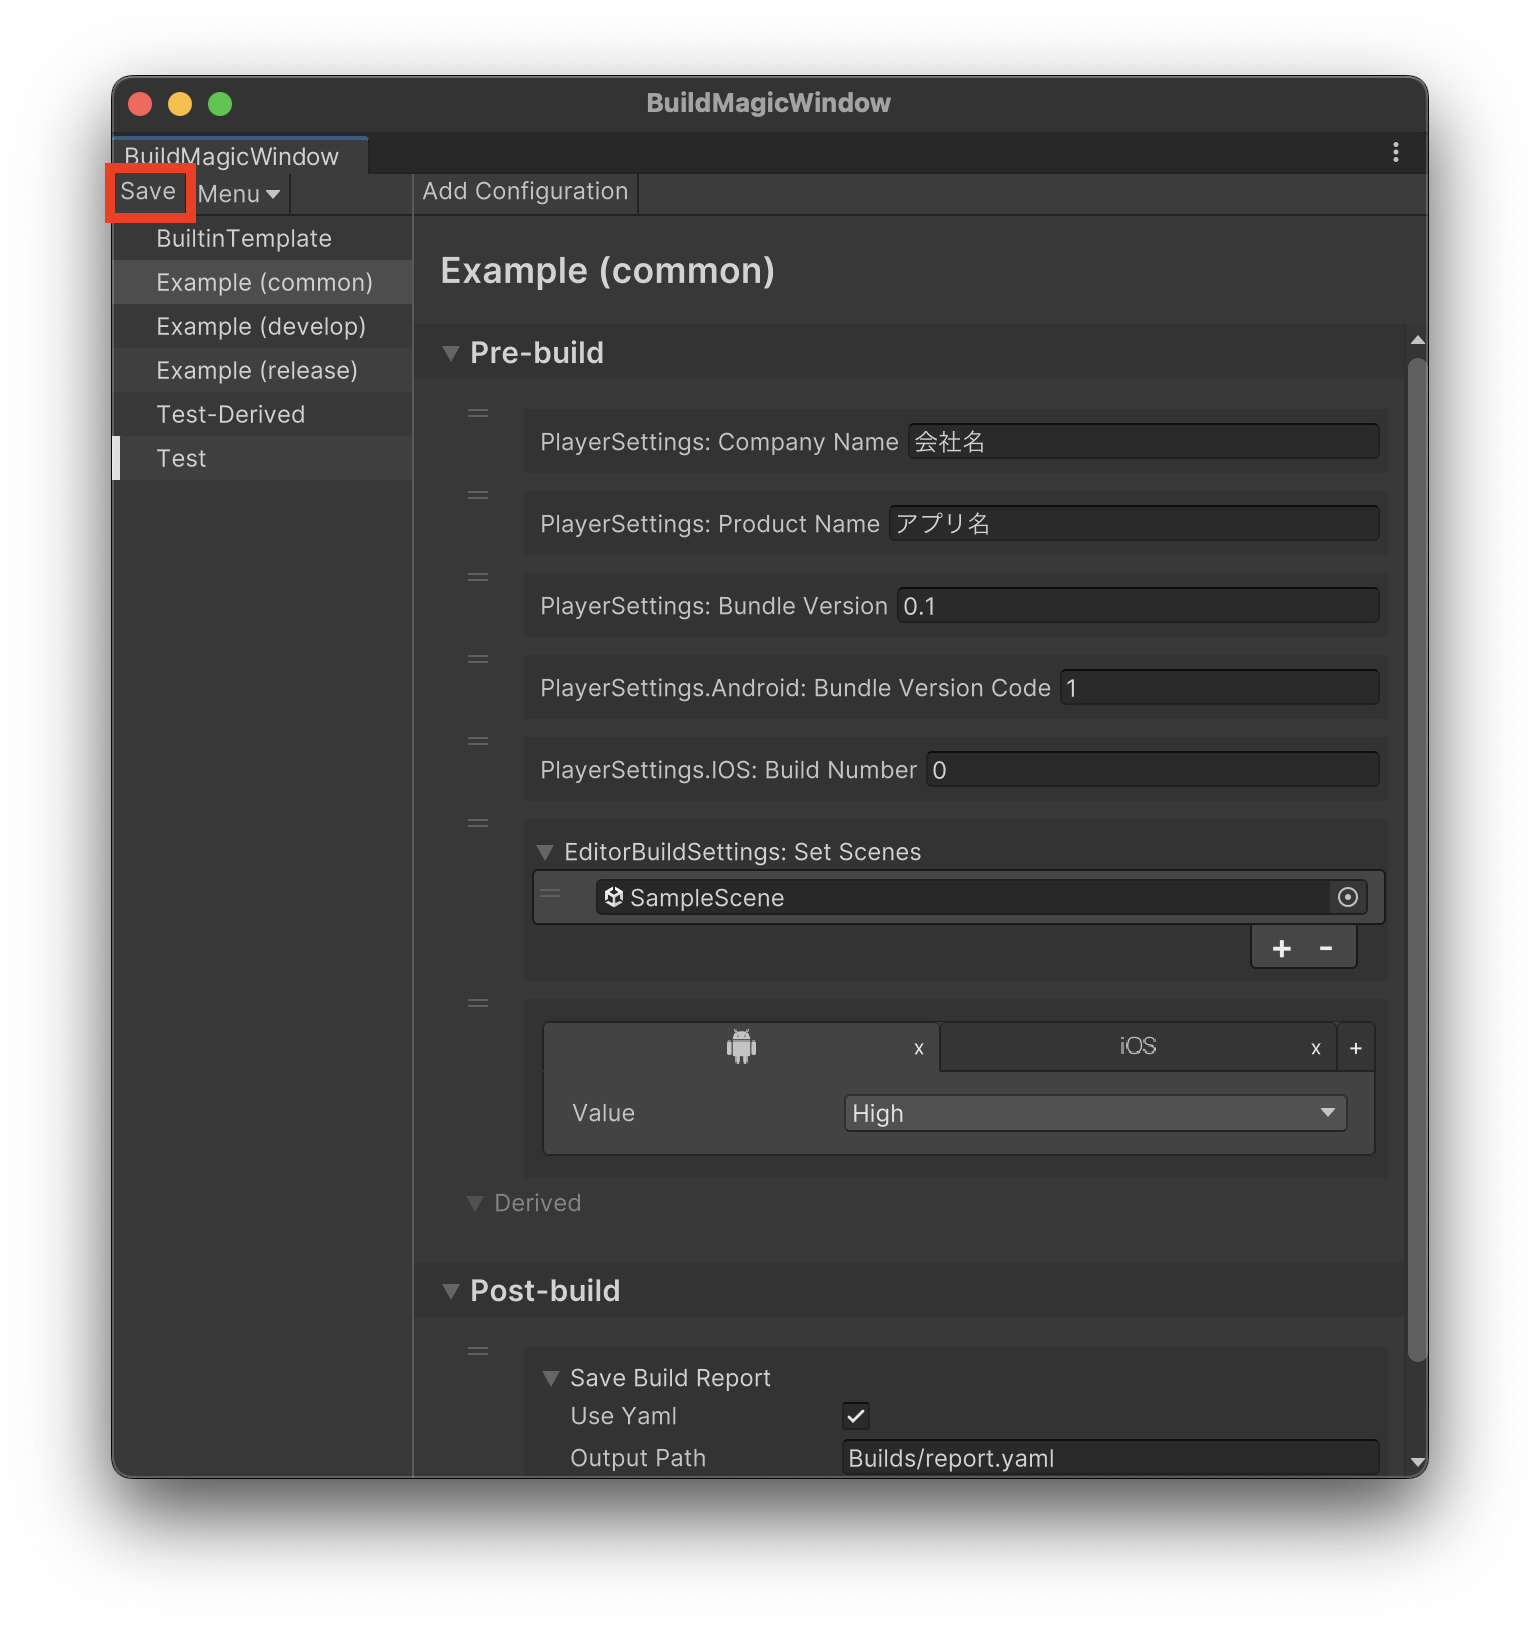 BuildMagicWindow
BuildMagicWindow
Save Menu Add Configuration
BuiltinTemplate
Example (common)
Example (develop)
Example (release)
Test-Derived
Test
Example (common)
Pre-build
PlayerSettings: Company Name 会社名
PlayerSettings: Product Name アプリ名
PlayerSettings: Bundle Version 0.1
PlayerSettings.Android: Bundle Version Code 1
PlayerSettings.IOS: Build Number 0
EditorBuildSettings: Set Scenes
SampleScene
+ -
x iOS x +
Value High
Derived
Post-build
Save Build Report
Use Yaml
Output Path Builds/report.yaml